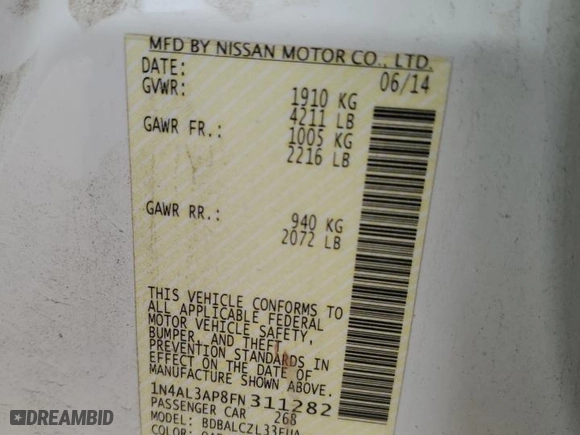 MFD BY NISSAN MOTOR CO., LTD.
DATE: 06/14
GVWR: 1910 KG
4211 LB
GAWR FR.: 1005 KG
2216 LB
GAWR RR.: 940 KG
2072 LB
THIS VEHICLE CONFORMS TO
ALL APPLICABLE FEDERAL
MOTOR VEHICLE SAFETY,
BUMPER, AND THEFT
PREVENTION STANDARDS IN
EFFECT ON THE DATE OF
MANUFACTURE SHOWN ABOVE.
1N4AL3AP8FN311282
PASSENGER CAR 268
MODEL: BDBALCZL33EUA
COLOR:
DREAMBID
DREAMBID